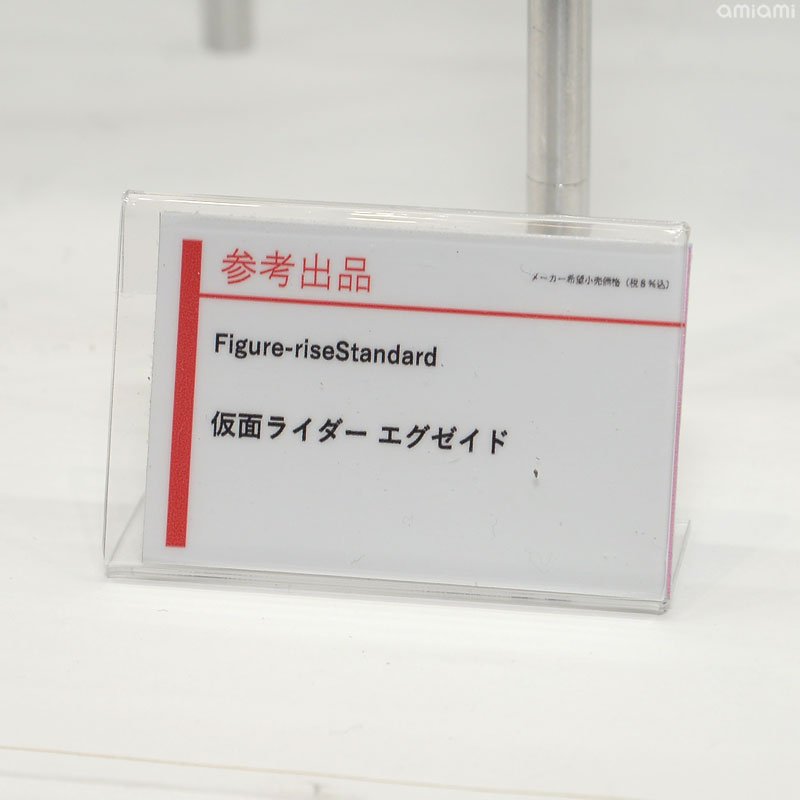 amiami
参考出品
メーカー希望小売価格（税8%込）
Figure-riseStandard
仮面ライダー エグゼイド